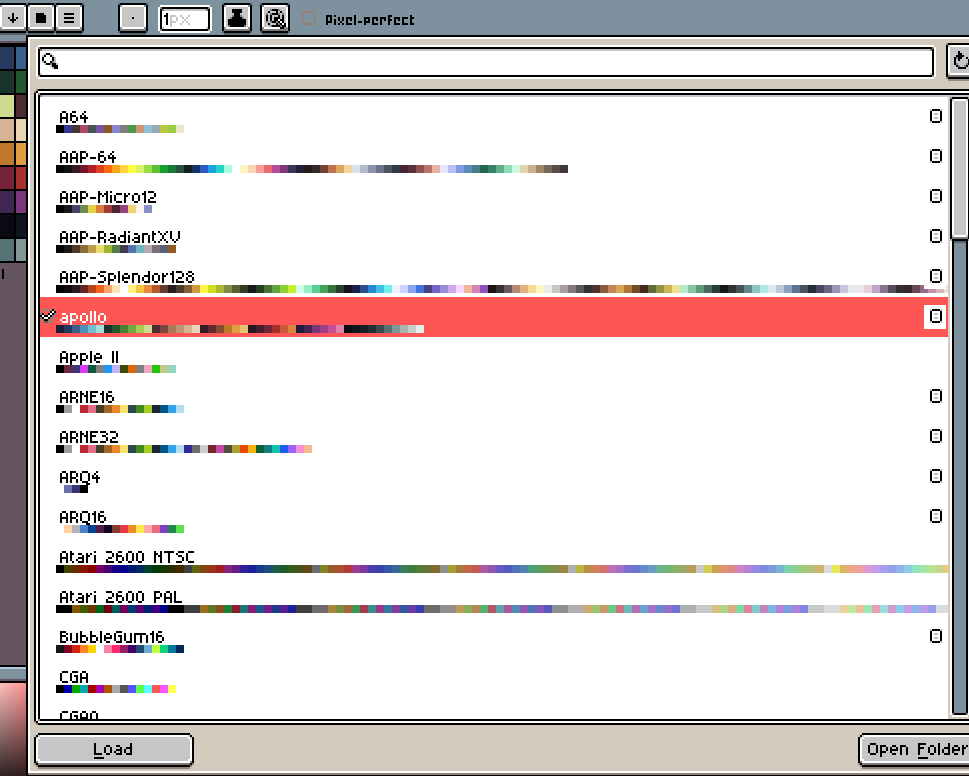 1px Pixel-perfect
A64
AAP-64
AAP-Micro12
AAP-RadiantXV
AAP-Splendor128
apollo
Apple II
ARNE16
ARNE32
ARQ4
ARQ16
Atari 2600 NTSC
Atari 2600 PAL
BubbleGum16
CGA
CGA0
Load Open Folder